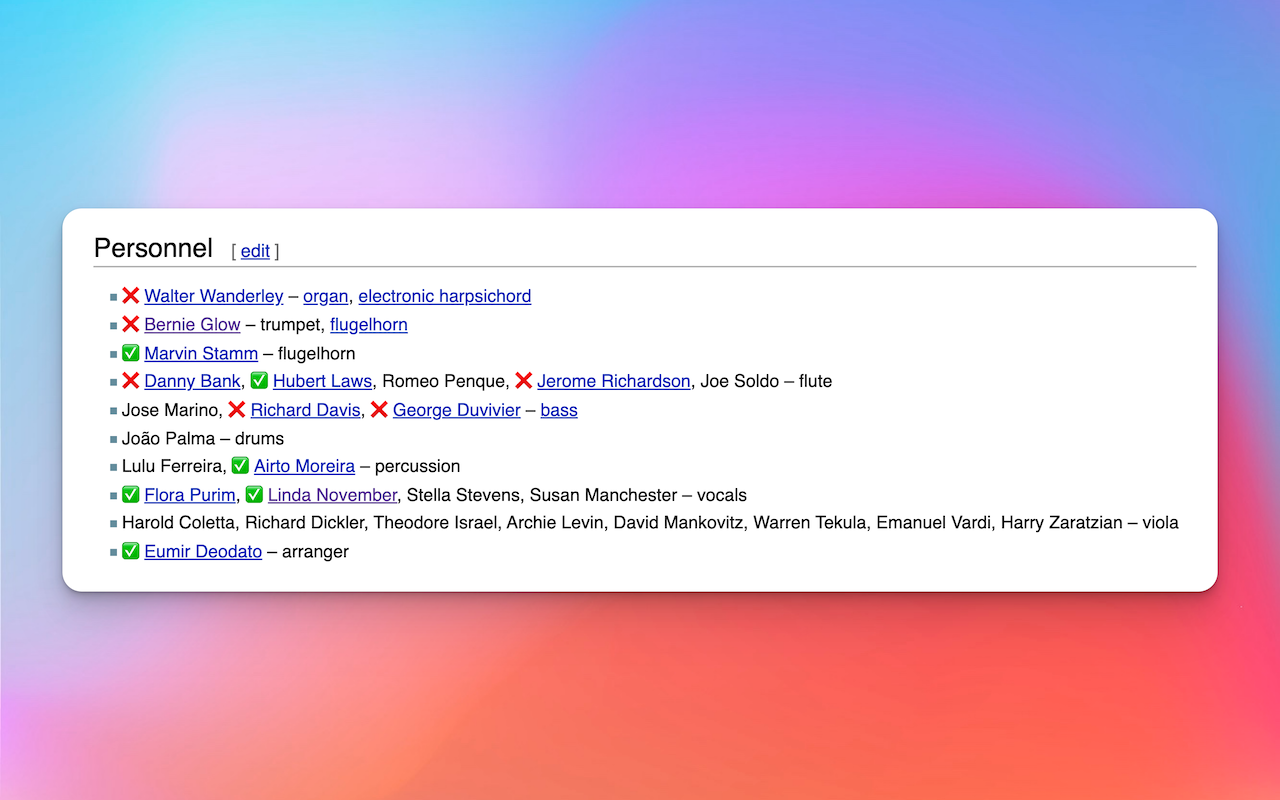 Personnel [ edit ]
❌ Walter Wanderley – organ, electronic harpsichord
❌ Bernie Glow – trumpet, flugelhorn
✅ Marvin Stamm – flugelhorn
❌ Danny Bank, ✅ Hubert Laws, Romeo Penque, ❌ Jerome Richardson, Joe Soldo – flute
Jose Marino, ❌ Richard Davis, ❌ George Duvivier – bass
João Palma – drums
Lulu Ferreira, ✅ Airto Moreira – percussion
✅ Flora Purim, ✅ Linda November, Stella Stevens, Susan Manchester – vocals
Harold Coletta, Richard Dickler, Theodore Israel, Archie Levin, David Mankovitz, Warren Tekula, Emanuel Vardi, Harry Zaratzian – viola
✅ Eumir Deodato – arranger